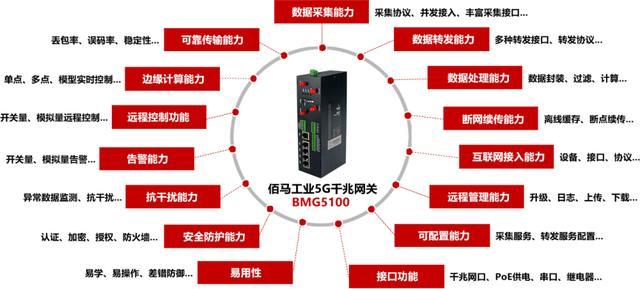 数据采集能力 采集协议、并发接入、丰富采集接口...
丢包率、误码率、稳定性... 可靠传输能力
数据转发能力 多种转发接口、转发协议...
单点、多点、模型实时控制... 边缘计算能力
数据处理能力 数据封装、过滤、计算...
开关量、模拟量远程控制... 远程控制功能
断网续传能力 离线缓存、断点续传...
开关量、模拟量告警... 告警能力
互联网接入能力 设备、接口、协议...
异常数据监测、抗干扰... 抗干扰能力
佰马工业5G千兆网关
BMG5100
远程管理能力 升级、日志、上传、下载...
认证、加密、授权、防火墙... 安全防护能力
可配置能力 采集服务、转发服务配置...
易学、易操作、差错防御... 易用性
接口功能 千兆网口、PoE供电、串口、继电器...